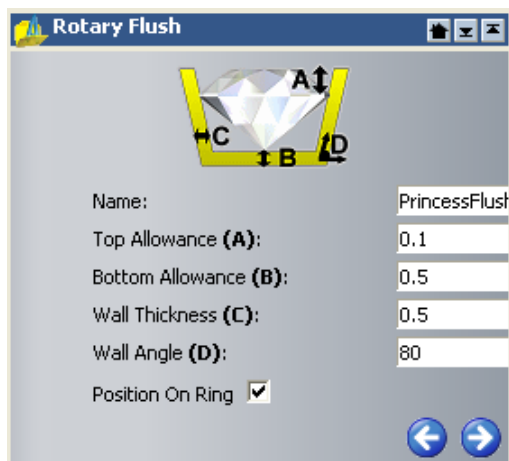 Rotary Flush
A
C
B
D
Name: PrincessFlush
Top Allowance (A): 0.1
Bottom Allowance (B): 0.5
Wall Thickness (C): 0.5
Wall Angle (D): 80
Position On Ring